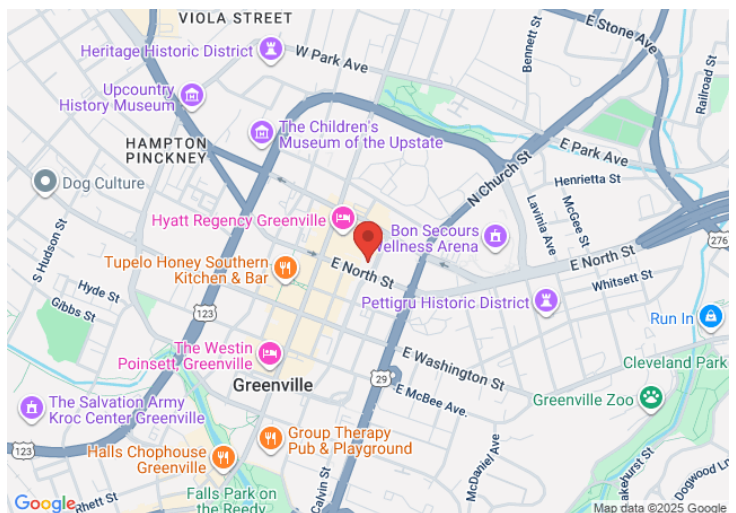 VIOLA STREET
Heritage Historic District
W Park Ave
Bennett St
E Stone Ave
Railroad St
Upcountry
History Museum
The Children's
Museum of the Upstate
HAMPTON
PINCKNEY
E Park Ave
N Church St
Henrietta St
McGee St
Lavinia Ave
Dog Culture
Hyatt Regency Greenville
Bon Secours
Wellness Arena
S Hudson St
Tupelo Honey Southern
Kitchen & Bar
E North St
E North St
276
Whitsett St
Hyde St
Gibbs St
123
Pettigru Historic District
Run In
The Westin
Poinsett, Greenville
E Washington St
Cleveland Park
29
Greenville
E McBee Ave.
Greenville Zoo
The Salvation Army
Kroc Center Greenville
123
Group Therapy
Pub & Playground
McDaniel Ave
Halls Chophouse
Greenville
Calvin St
Falls Park on
the Reedy
Rhett St
akehurst St
Dogwood Ln
Google
Map data ©2025 Google